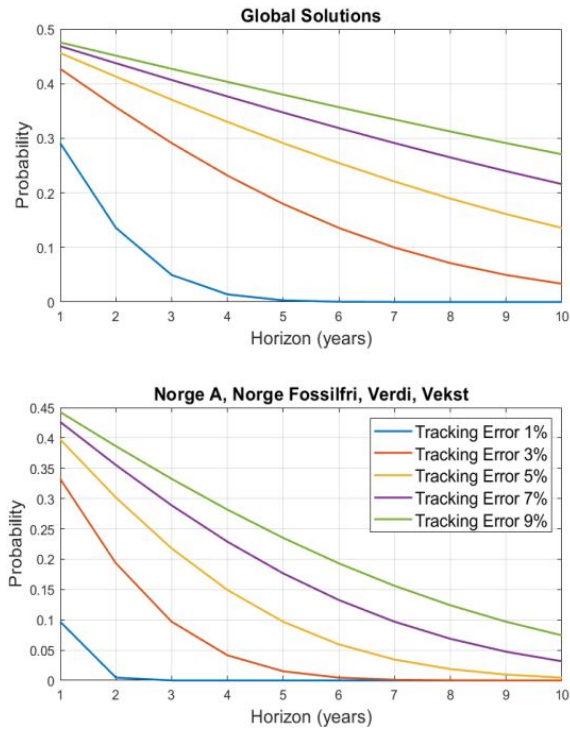 Global Solutions
0.5
0.4
0.3
0.2
0.1
0
Probability
1 2 3 4 5 6 7 8 9 10
Horizon (years)
Norge A, Norge Fossilfri, Verdi, Vekst
0.45
0.4
0.35
0.3
0.25
0.2
0.15
0.1
0.05
0
Probability
Tracking Error 1%
Tracking Error 3%
Tracking Error 5%
Tracking Error 7%
Tracking Error 9%
1 2 3 4 5 6 7 8 9 10
Horizon (years)